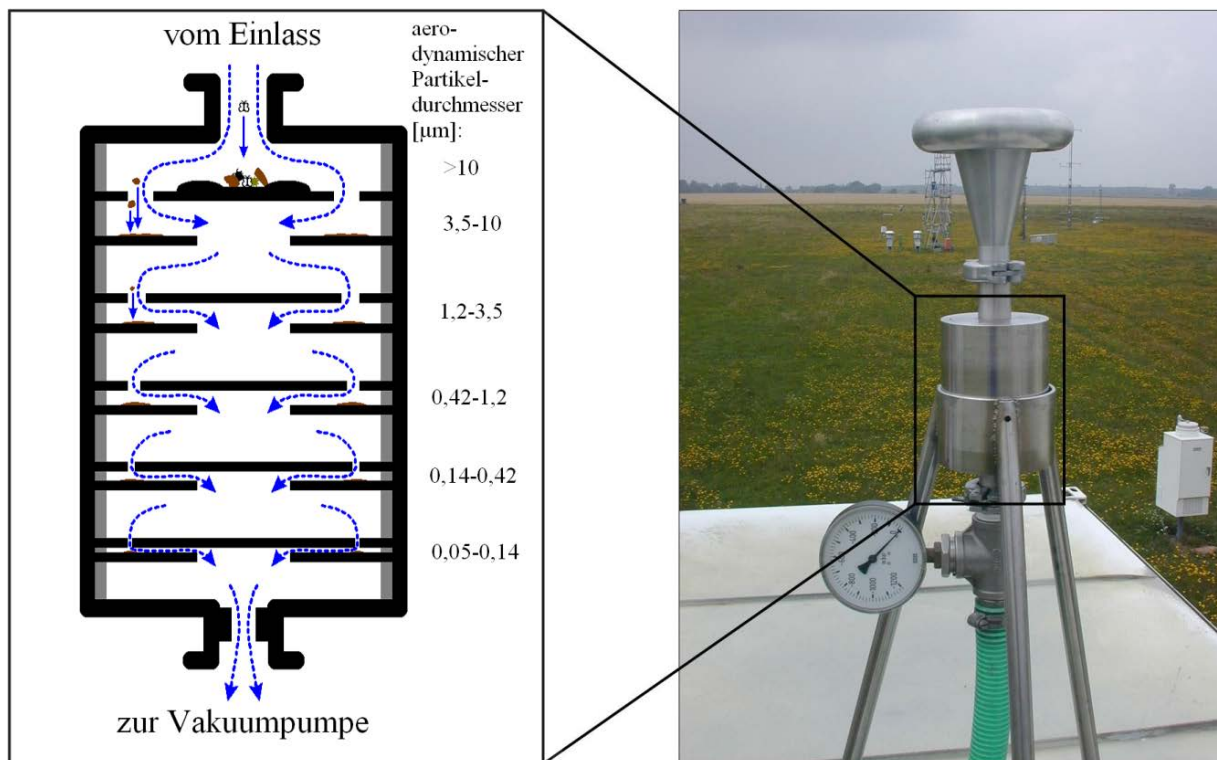 vom Einlass
aero-
dynamischer
Partikel-
durchmesser
[µm]:
>10
3,5-10
1,2-3,5
0,42-1,2
0,14-0,42
0,05-0,14
zur Vakuumpumpe